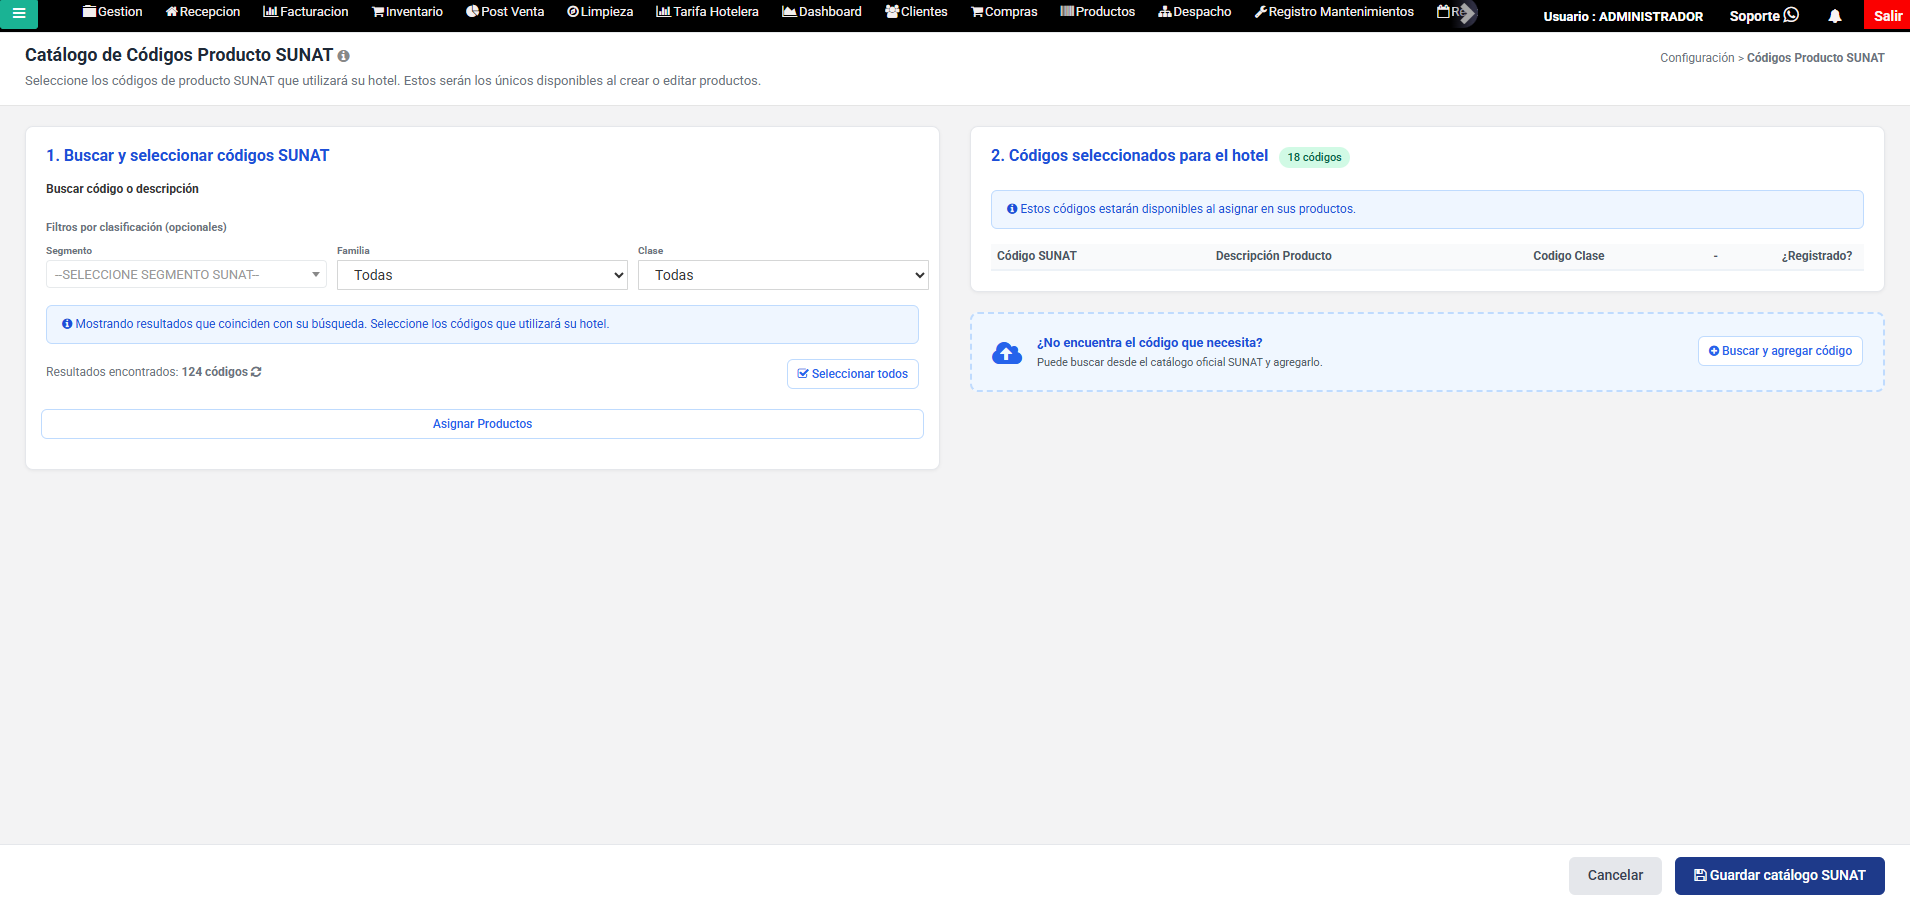 Gestion Recepcion Facturacion Inventario Post Venta Limpieza Tarifa Hotelera Dashboard Clientes Compras Productos Despacho Registro Mantenimientos Usuario : ADMINISTRADOR Soporte Salir
Catálogo de Códigos Producto SUNAT
Seleccione los códigos de producto SUNAT que utilizará su hotel. Estos serán los únicos disponibles al crear o editar productos.
Configuración > Códigos Producto SUNAT
1. Buscar y seleccionar códigos SUNAT
Buscar código o descripción
Filtros por clasificación (opcionales)
Segmento Familia Clase
--SELECCIONE SEGMENTO SUNAT-- Todas Todas
Mostrando resultados que coinciden con su búsqueda. Seleccione los códigos que utilizará su hotel.
Resultados encontrados: 124 códigos
Seleccionar todos
Asignar Productos
2. Códigos seleccionados para el hotel 18 códigos
Estos códigos estarán disponibles al asignar en sus productos.
Código SUNAT Descripción Producto Codigo Clase - ¿Registrado?
¿No encuentra el código que necesita?
Puede buscar desde el catálogo oficial SUNAT y agregarlo.
Buscar y agregar código
Cancelar Guardar catálogo SUNAT